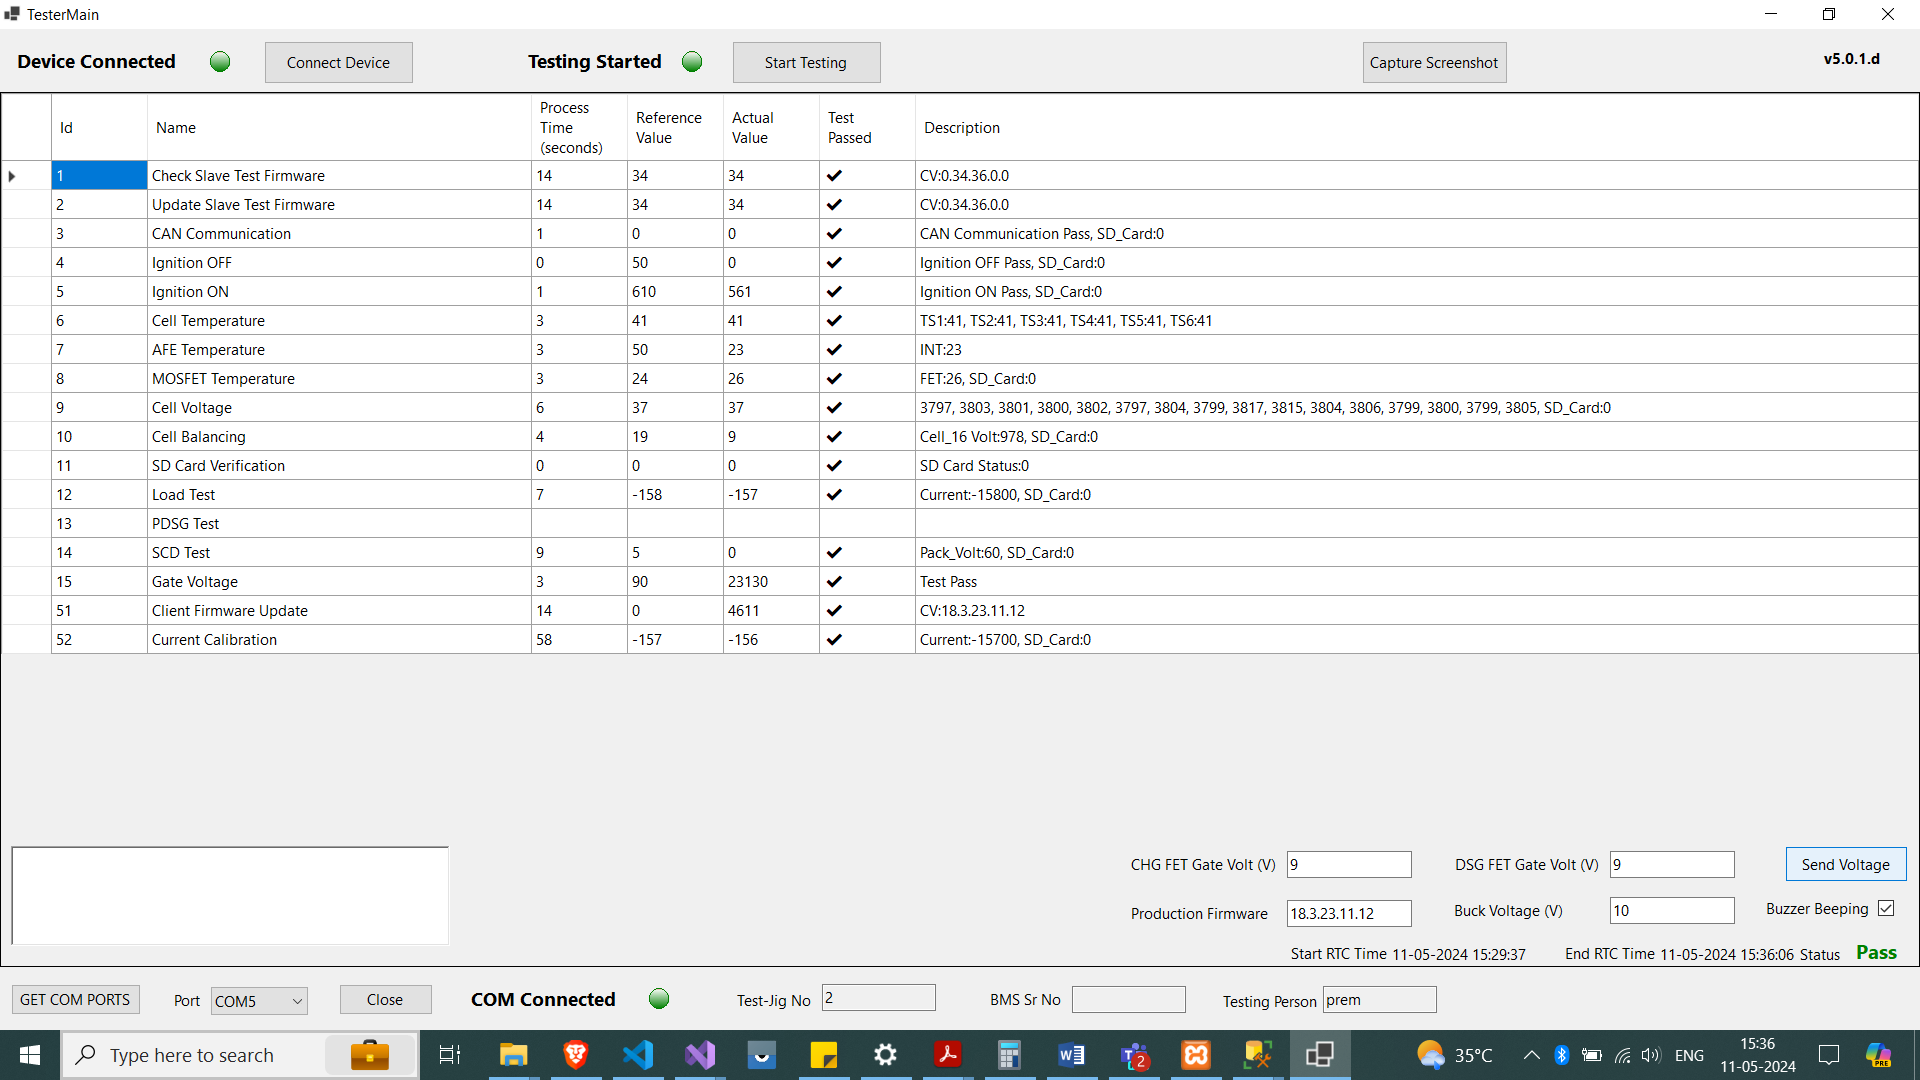 TesterMain
Device Connected Connect Device Testing Started Start Testing Capture Screenshot v5.0.1.d
Id Name Process Time (seconds) Reference Value Actual Value Test Passed Description
1 Check Slave Test Firmware 14 34 34 ✔ CV:0.34.36.0.0
2 Update Slave Test Firmware 14 34 34 ✔ CV:0.34.36.0.0
3 CAN Communication 1 0 0 ✔ CAN Communication Pass, SD_Card:0
4 Ignition OFF 0 50 0 ✔ Ignition OFF Pass, SD_Card:0
5 Ignition ON 1 610 561 ✔ Ignition ON Pass, SD_Card:0
6 Cell Temperature 3 41 41 ✔ TS1:41, TS2:41, TS3:41, TS4:41, TS5:41, TS6:41
7 AFE Temperature 3 50 23 ✔ INT:23
8 MOSFET Temperature 3 24 26 ✔ FET:26, SD_Card:0
9 Cell Voltage 6 37 37 ✔ 3797, 3803, 3801, 3800, 3802, 3797, 3804, 3799, 3817, 3815, 3804, 3806, 3799, 3800, 3799, 3805, SD_Card:0
10 Cell Balancing 4 19 9 ✔ Cell_16 Volt:978, SD_Card:0
11 SD Card Verification 0 0 0 ✔ SD Card Status:0
12 Load Test 7 -158 -157 ✔ Current:-15800, SD_Card:0
13 PDSG Test
14 SCD Test 9 5 0 ✔ Pack_Volt:60, SD_Card:0
15 Gate Voltage 3 90 23130 ✔ Test Pass
51 Client Firmware Update 14 0 4611 ✔ CV:18.3.23.11.12
52 Current Calibration 58 -157 -156 ✔ Current:-15700, SD_Card:0
CHG FET Gate Volt (V) 9 DSG FET Gate Volt (V) 9 Send Voltage
Production Firmware 18.3.23.11.12 Buck Voltage (V) 10 Buzzer Beeping
Start RTC Time 11-05-2024 15:29:37 End RTC Time 11-05-2024 15:36:06 Status Pass
GET COM PORTS Port COM5 Close COM Connected Test-Jig No 2 BMS Sr No Testing Person prem
Type here to search 2 35°C ENG 15:36
11-05-2024 PRE